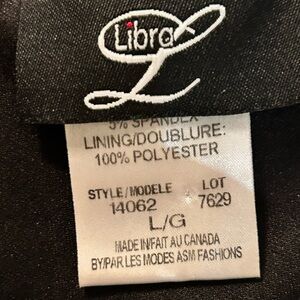 Libra
L
5% SPANDEX
LINING/DOUBLURE:
100% POLYESTER
STYLE/MODELE LOT
14062 7629
L/G
MADE IN/FAIT AU CANADA
BY/PAR LES MODES ASM FASHIONS